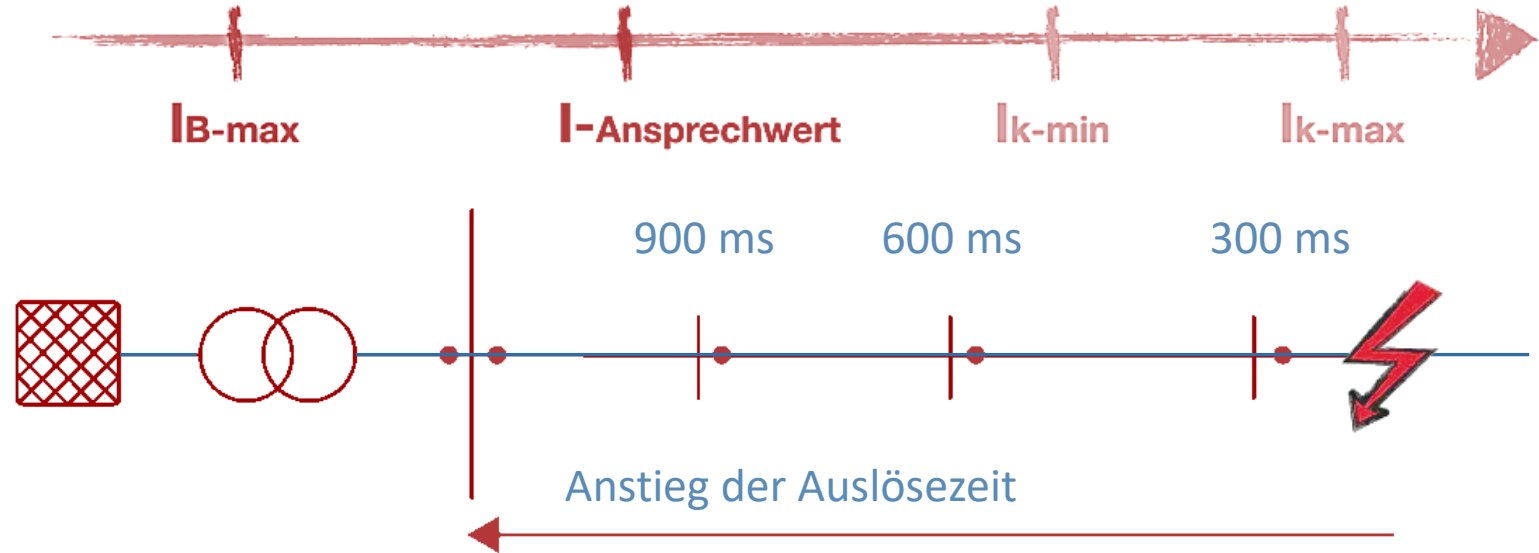 IB-max I-Ansprechwert Ik-min Ik-max
900 ms 600 ms 300 ms
Anstieg der Auslösezeit